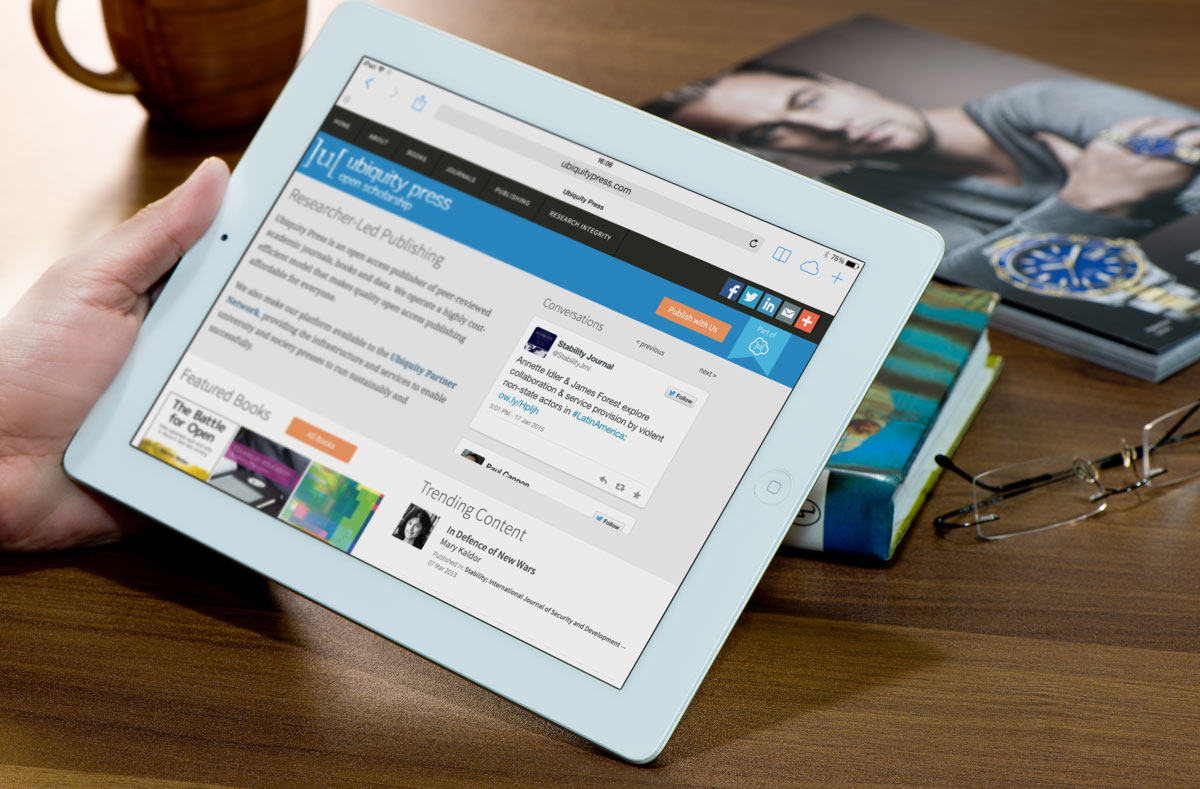 iPad
16:06
76%
ubiquitypress.com
Ubiquity Press
HOME
ABOUT
BOOKS
JOURNALS
PUBLISHING
RESEARCH INTEGRITY
]u[ ubiquity press
open scholarship
Publish with Us
Part of
]u[
Researcher-Led Publishing
Ubiquity Press is an open access publisher of peer-reviewed
academic journals, books and data. We operate a highly cost-
efficient model that makes quality open access publishing
affordable for everyone.
We also make our platform available to the Ubiquity Partner
Network, providing the infrastructure and services to enable
university and society presses to run sustainably and
successfully.
Conversations
< previous
next >
Stability Journal
@StabilityJrnl
Follow
Annette Idler & James Forest explore
collaboration & service provision by violent
non-state actors in #LatinAmerica:
ow.ly/Hpljh
3:01 PM - 17 Jan 2015
Paul Cannon
Follow
Featured Books
All Books
The Battle
for Open
Trending Content
In Defence of New Wars
Mary Kaldor
Published in: Stability: International Journal of Security and Development —
07 Mar 2013